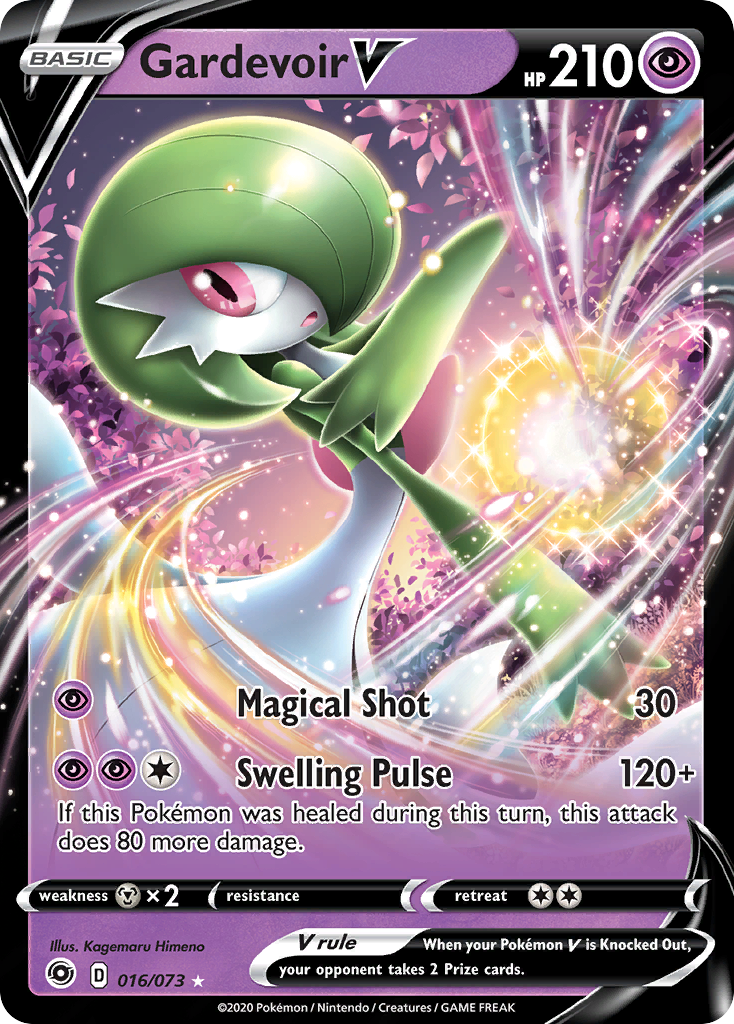 BASIC Gardevoir V HP 210
Magical Shot 30
Swelling Pulse 120+
If this Pokémon was healed during this turn, this attack
does 80 more damage.
weakness ×2 resistance retreat
Illus. Kagemaru Himeno
V rule When your Pokémon V is Knocked Out,
your opponent takes 2 Prize cards.
D 016/073 ★
©2020 Pokémon / Nintendo / Creatures / GAME FREAK